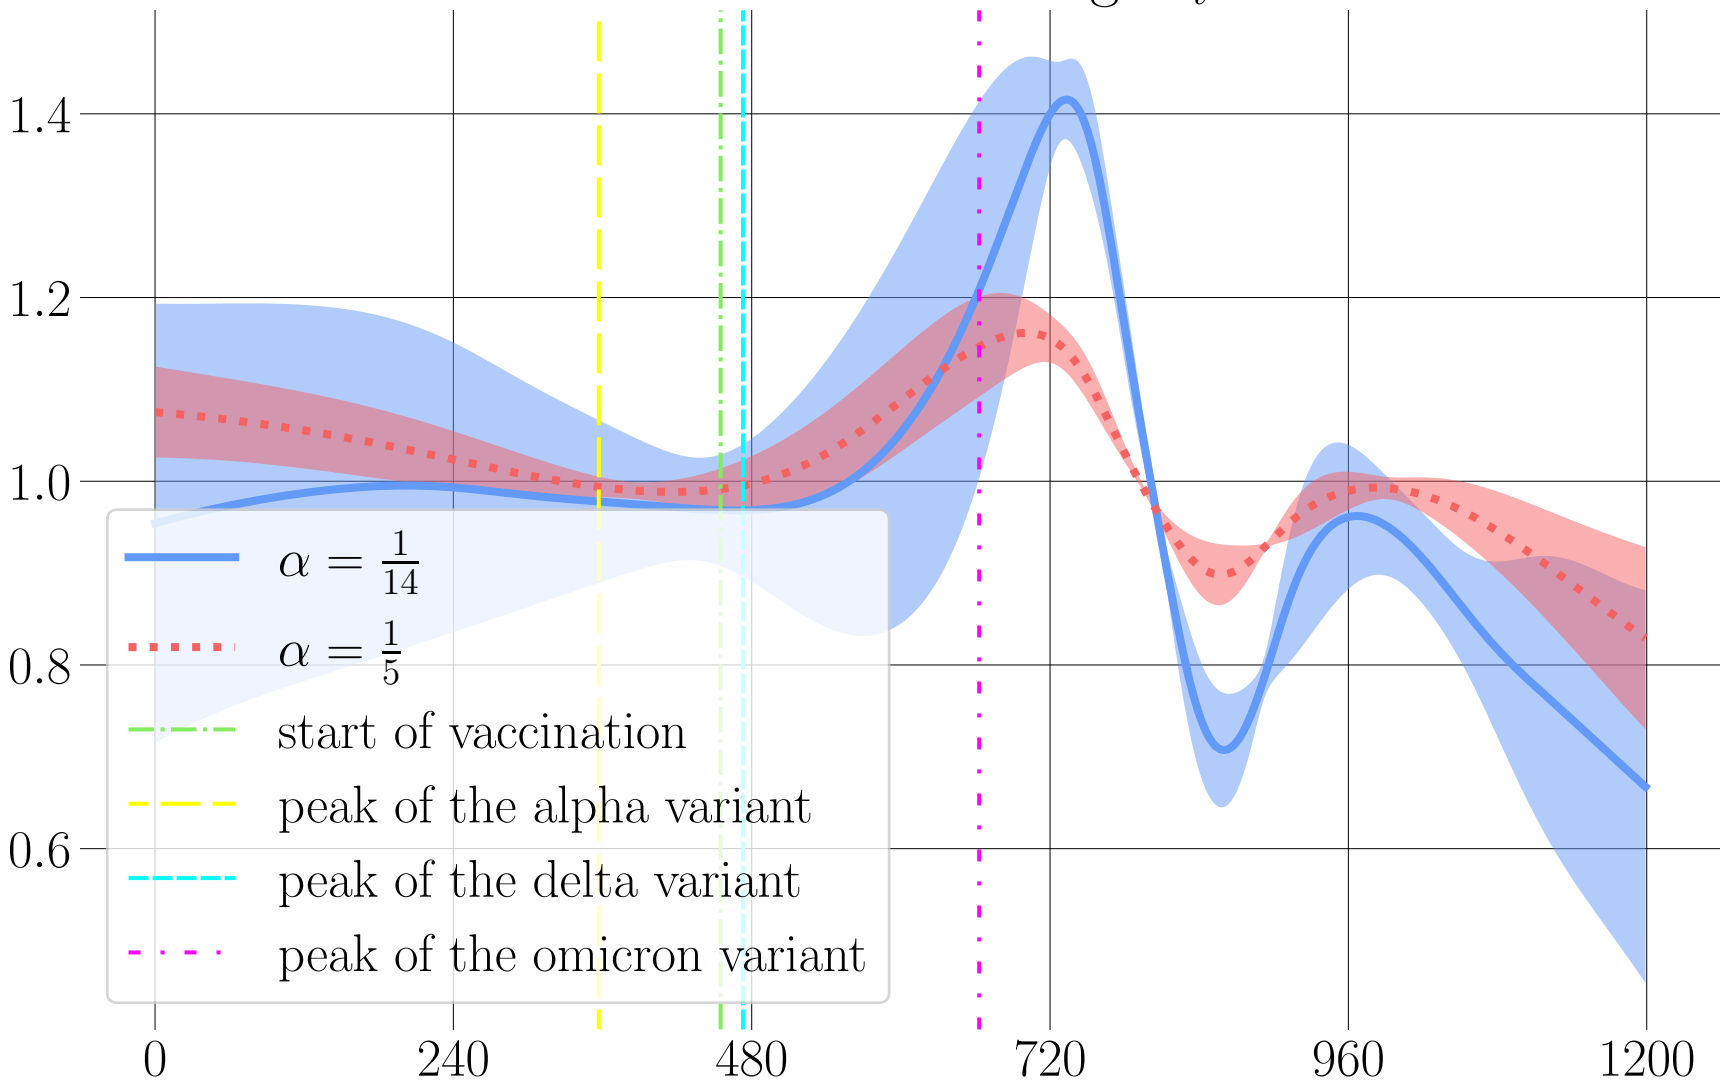 1.4
1.2
1.0
0.8
0.6
α = 1/14
α = 1/5
start of vaccination
peak of the alpha variant
peak of the delta variant
peak of the omicron variant
0 240 480 720 960 1200